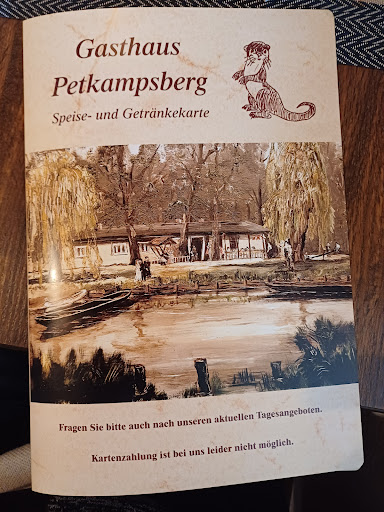 Gasthaus
Petkampsberg
Speise- und Getränkekarte
Fragen Sie bitte auch nach unseren aktuellen Tagesangeboten.
Kartenzahlung ist bei uns leider nicht möglich.